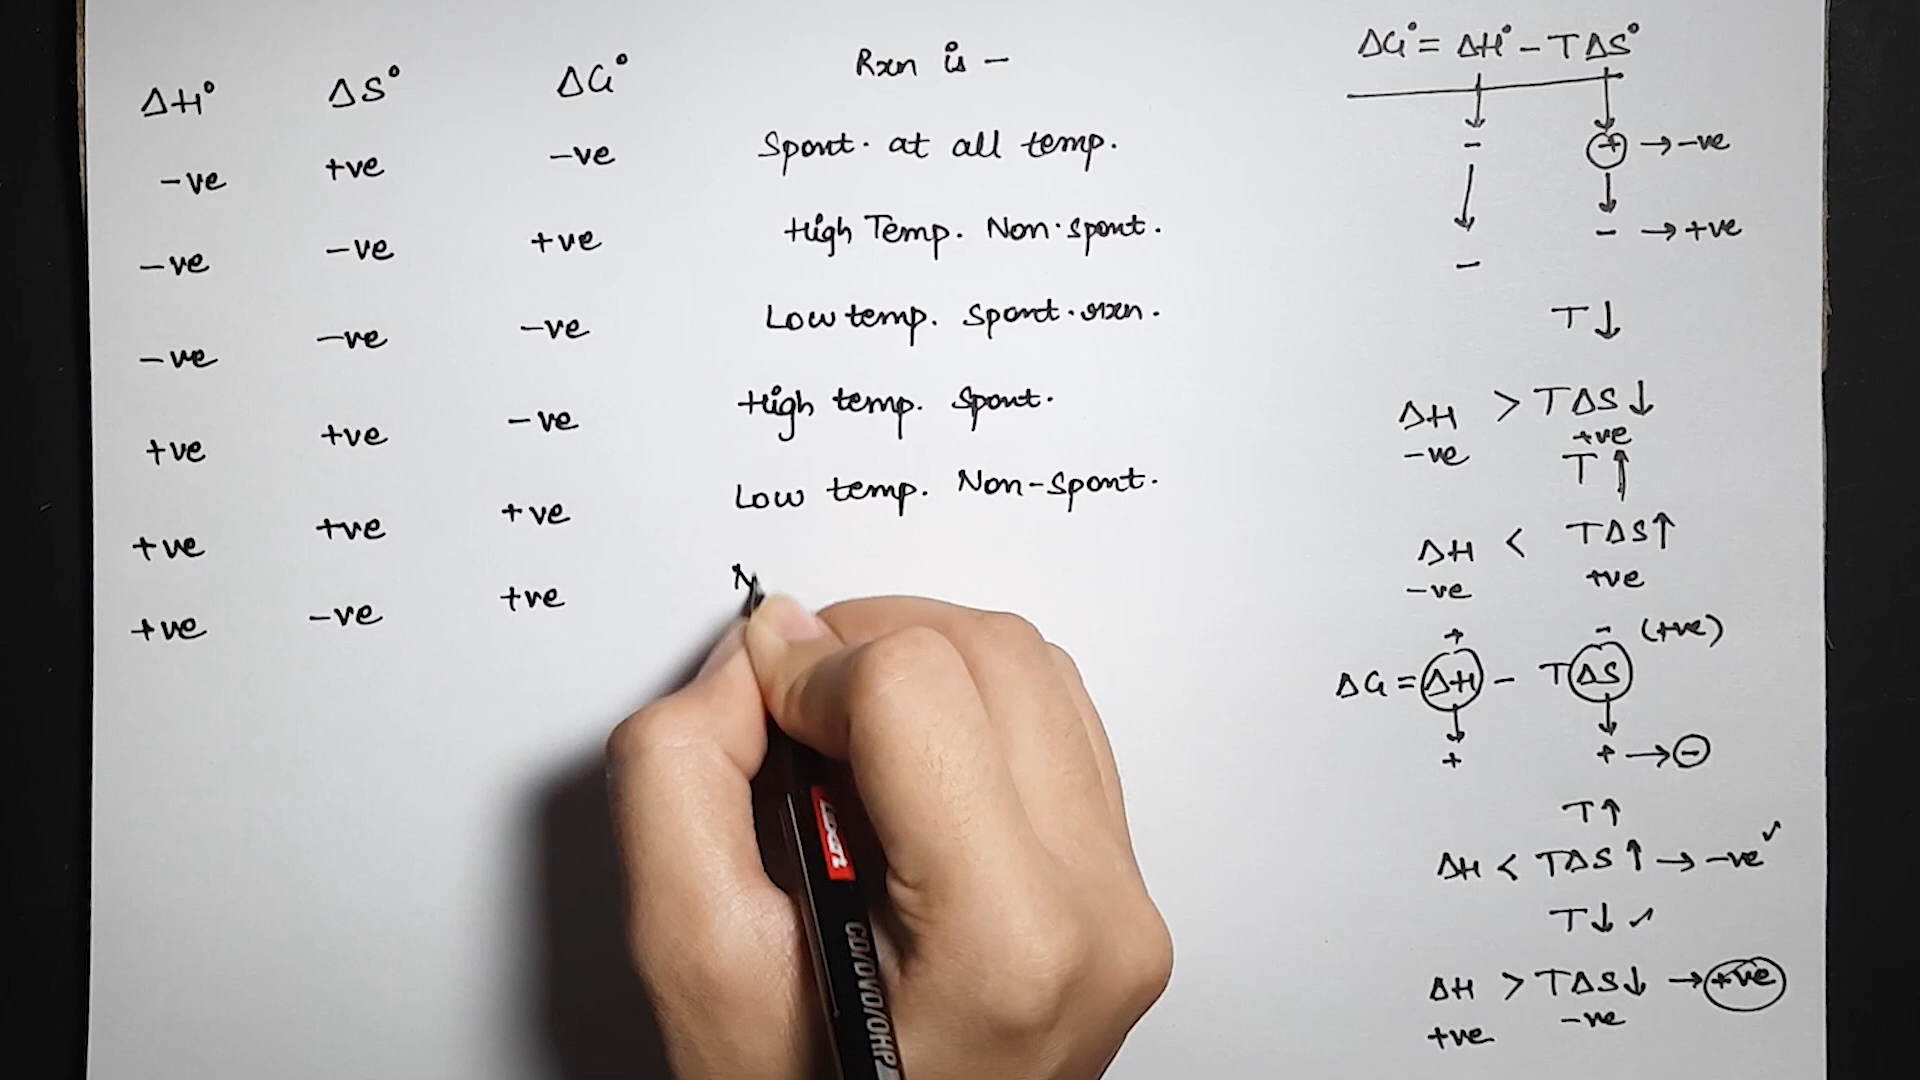 ΔH° ΔS° ΔG° Rxn is –
-ve +ve -ve Spont. at all temp.
-ve -ve +ve High Temp. Non-spont.
-ve -ve -ve Low temp. Spont. rxn.
+ve +ve -ve High temp. Spont.
+ve +ve +ve Low temp. Non-Spont.
+ve -ve +ve N
ΔG° = ΔH° - TΔS°
↓ ↓
- + → -ve
↓ ↓
- - → +ve
T↓
ΔH > TΔS↓
-ve +ve
T↑
ΔH < TΔS↑
-ve +ve
+ - (+ve)
ΔG = ΔH - TΔS
↓ ↓
+ + → -
T↑
ΔH < TΔS↑ → -ve ✓
T↓ ✓
ΔH > TΔS↓ → +ve
+ve -ve
CD/DVD/OHP